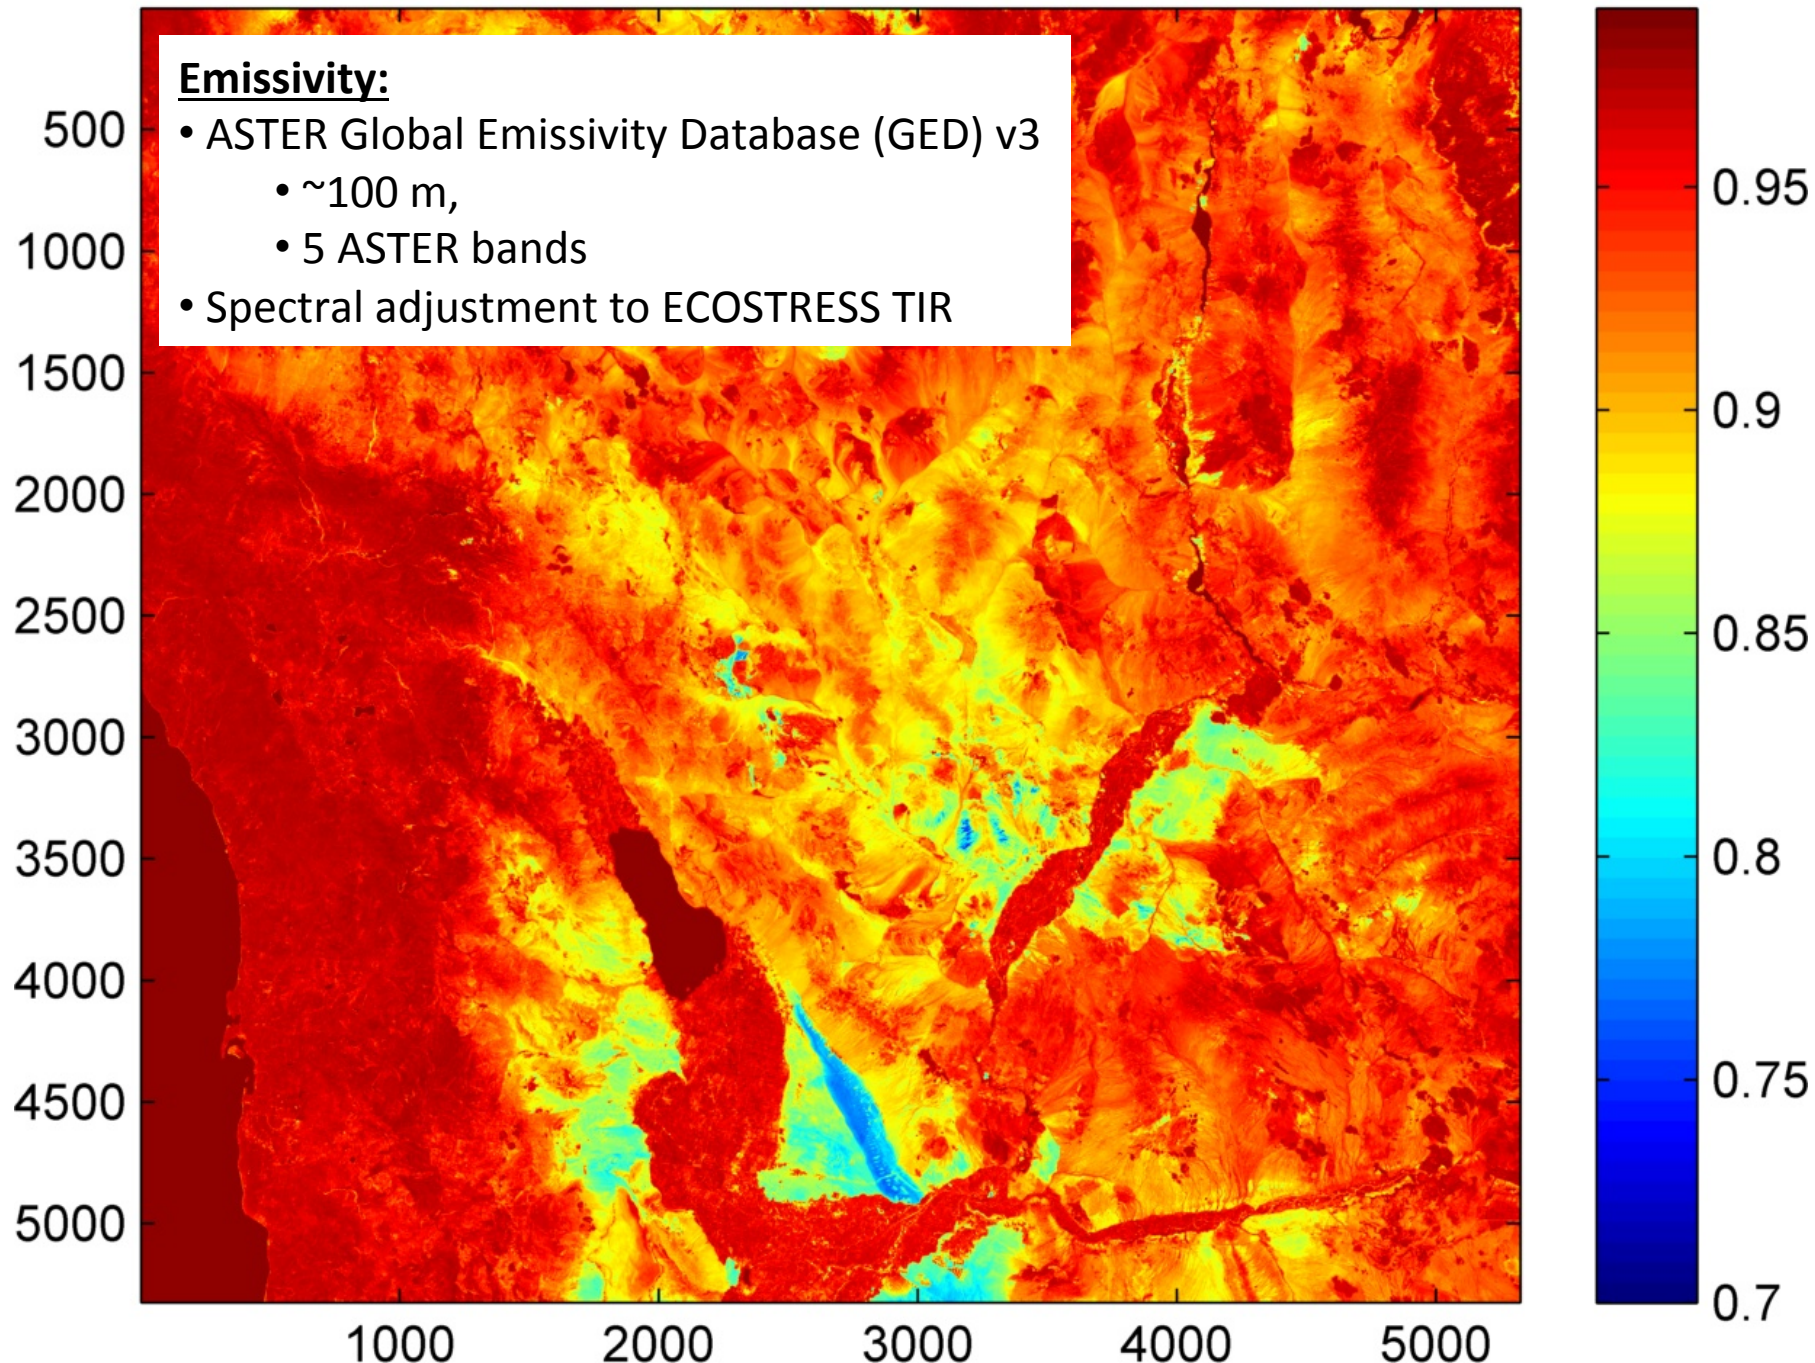 Emissivity:
• ASTER Global Emissivity Database (GED) v3
• ~100 m,
• 5 ASTER bands
• Spectral adjustment to ECOSTRESS TIR
500
1000
1500
2000
2500
3000
3500
4000
4500
5000
1000 2000 3000 4000 5000
0.95
0.9
0.85
0.8
0.75
0.7